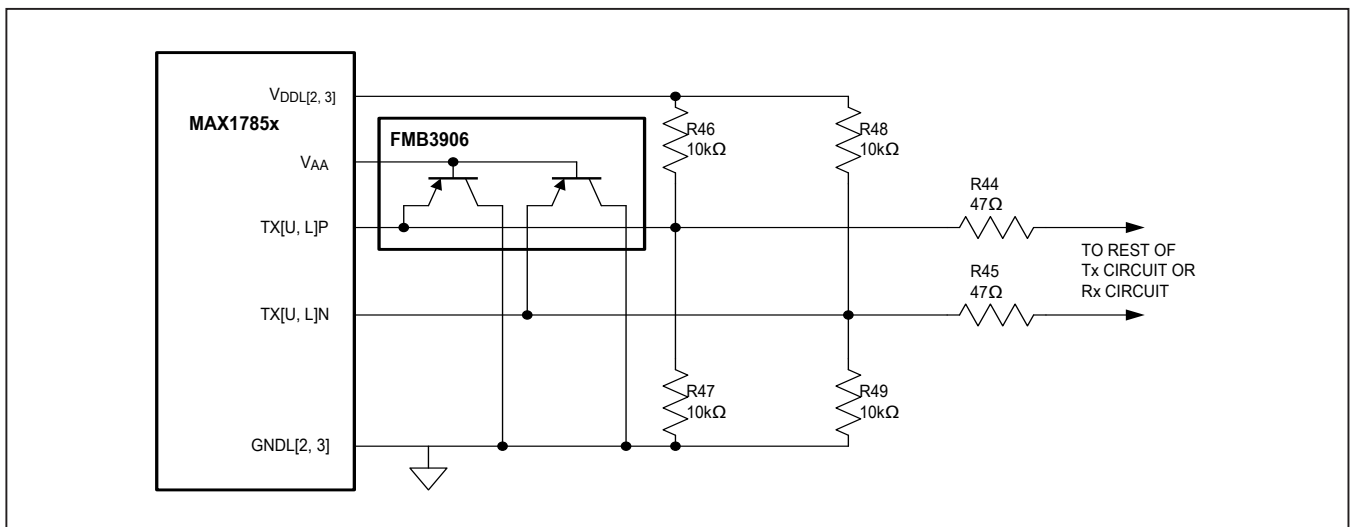 VDDL[2, 3]
MAX1785x
FMB3906
VAA
TX[U, L]P
TX[U, L]N
GNDL[2, 3]
R46
10kΩ
R48
10kΩ
R44
47Ω
R45
47Ω
TO REST OF
Tx CIRCUIT OR
Rx CIRCUIT
R47
10kΩ
R49
10kΩ